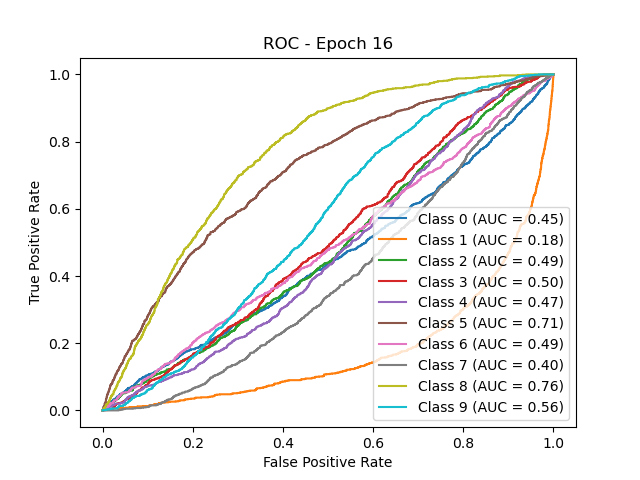 ROC - Epoch 16
True Positive Rate
1.0
0.8
0.6
0.4
0.2
0.0
Class 0 (AUC = 0.45)
Class 1 (AUC = 0.18)
Class 2 (AUC = 0.49)
Class 3 (AUC = 0.50)
Class 4 (AUC = 0.47)
Class 5 (AUC = 0.71)
Class 6 (AUC = 0.49)
Class 7 (AUC = 0.40)
Class 8 (AUC = 0.76)
Class 9 (AUC = 0.56)
0.0 0.2 0.4 0.6 0.8 1.0
False Positive Rate